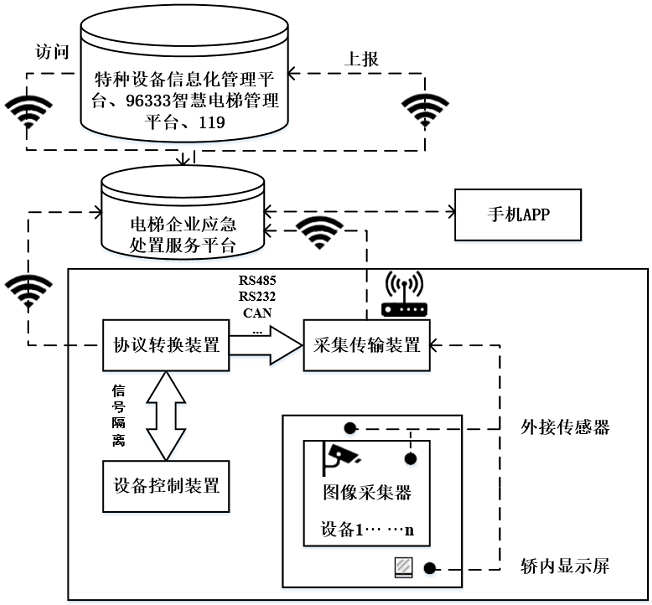 访问
上报
特种设备信息化管理平
台、96333智慧电梯管理
平台、119
电梯企业应急
处置服务平台
手机APP
RS485
RS232
CAN
...
协议转换装置
采集传输装置
信号隔离
设备控制装置
外接传感器
图像采集器
设备1… …n
轿内显示屏